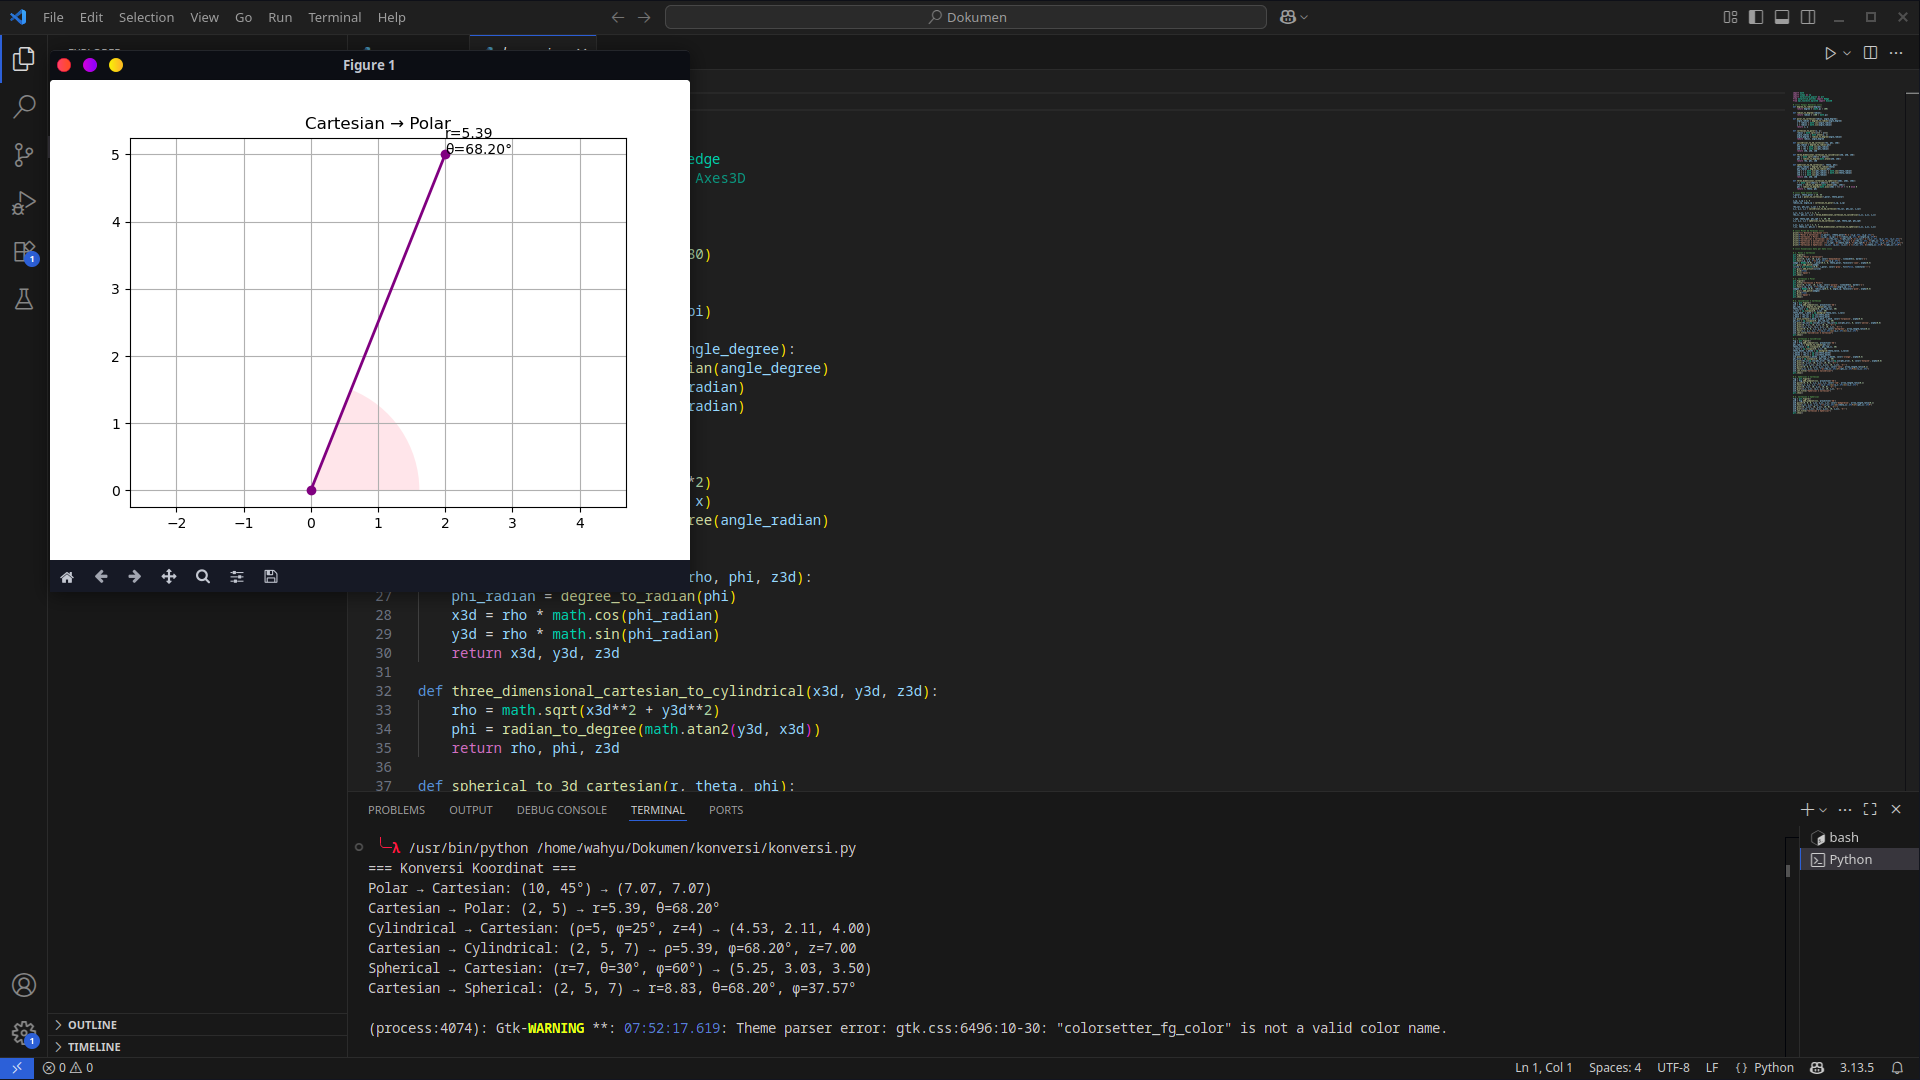 File Edit Selection View Go Run Terminal Help
Dokumen
Figure 1
Cartesian → Polar
r=5.39
θ=68.20°
5
4
3
2
1
0
−2 −1 0 1 2 3 4
edge
Axes3D
80)
pi)
ngle_degree):
ian(angle_degree)
radian)
radian)
*2)
x)
ree(angle_radian)
rho, phi, z3d):
27 phi_radian = degree_to_radian(phi)
28 x3d = rho * math.cos(phi_radian)
29 y3d = rho * math.sin(phi_radian)
30 return x3d, y3d, z3d
31
32 def three_dimensional_cartesian_to_cylindrical(x3d, y3d, z3d):
33 rho = math.sqrt(x3d**2 + y3d**2)
34 phi = radian_to_degree(math.atan2(y3d, x3d))
35 return rho, phi, z3d
36
37 def spherical_to_3d_cartesian(r, theta, phi):
PROBLEMS OUTPUT DEBUG CONSOLE TERMINAL PORTS
λ /usr/bin/python /home/wahyu/Dokumen/konversi/konversi.py
=== Konversi Koordinat ===
Polar → Cartesian: (10, 45°) → (7.07, 7.07)
Cartesian → Polar: (2, 5) → r=5.39, θ=68.20°
Cylindrical → Cartesian: (ρ=5, φ=25°, z=4) → (4.53, 2.11, 4.00)
Cartesian → Cylindrical: (2, 5, 7) → ρ=5.39, φ=68.20°, z=7.00
Spherical → Cartesian: (r=7, θ=30°, φ=60°) → (5.25, 3.03, 3.50)
Cartesian → Spherical: (2, 5, 7) → r=8.83, θ=68.20°, φ=37.57°
(process:4074): Gtk-WARNING **: 07:52:17.619: Theme parser error: gtk.css:6496:10-30: "colorsetter_fg_color" is not a valid color name.
bash
Python
1
1
OUTLINE
TIMELINE
0 0
Ln 1, Col 1 Spaces: 4 UTF-8 LF { } Python 3.13.5